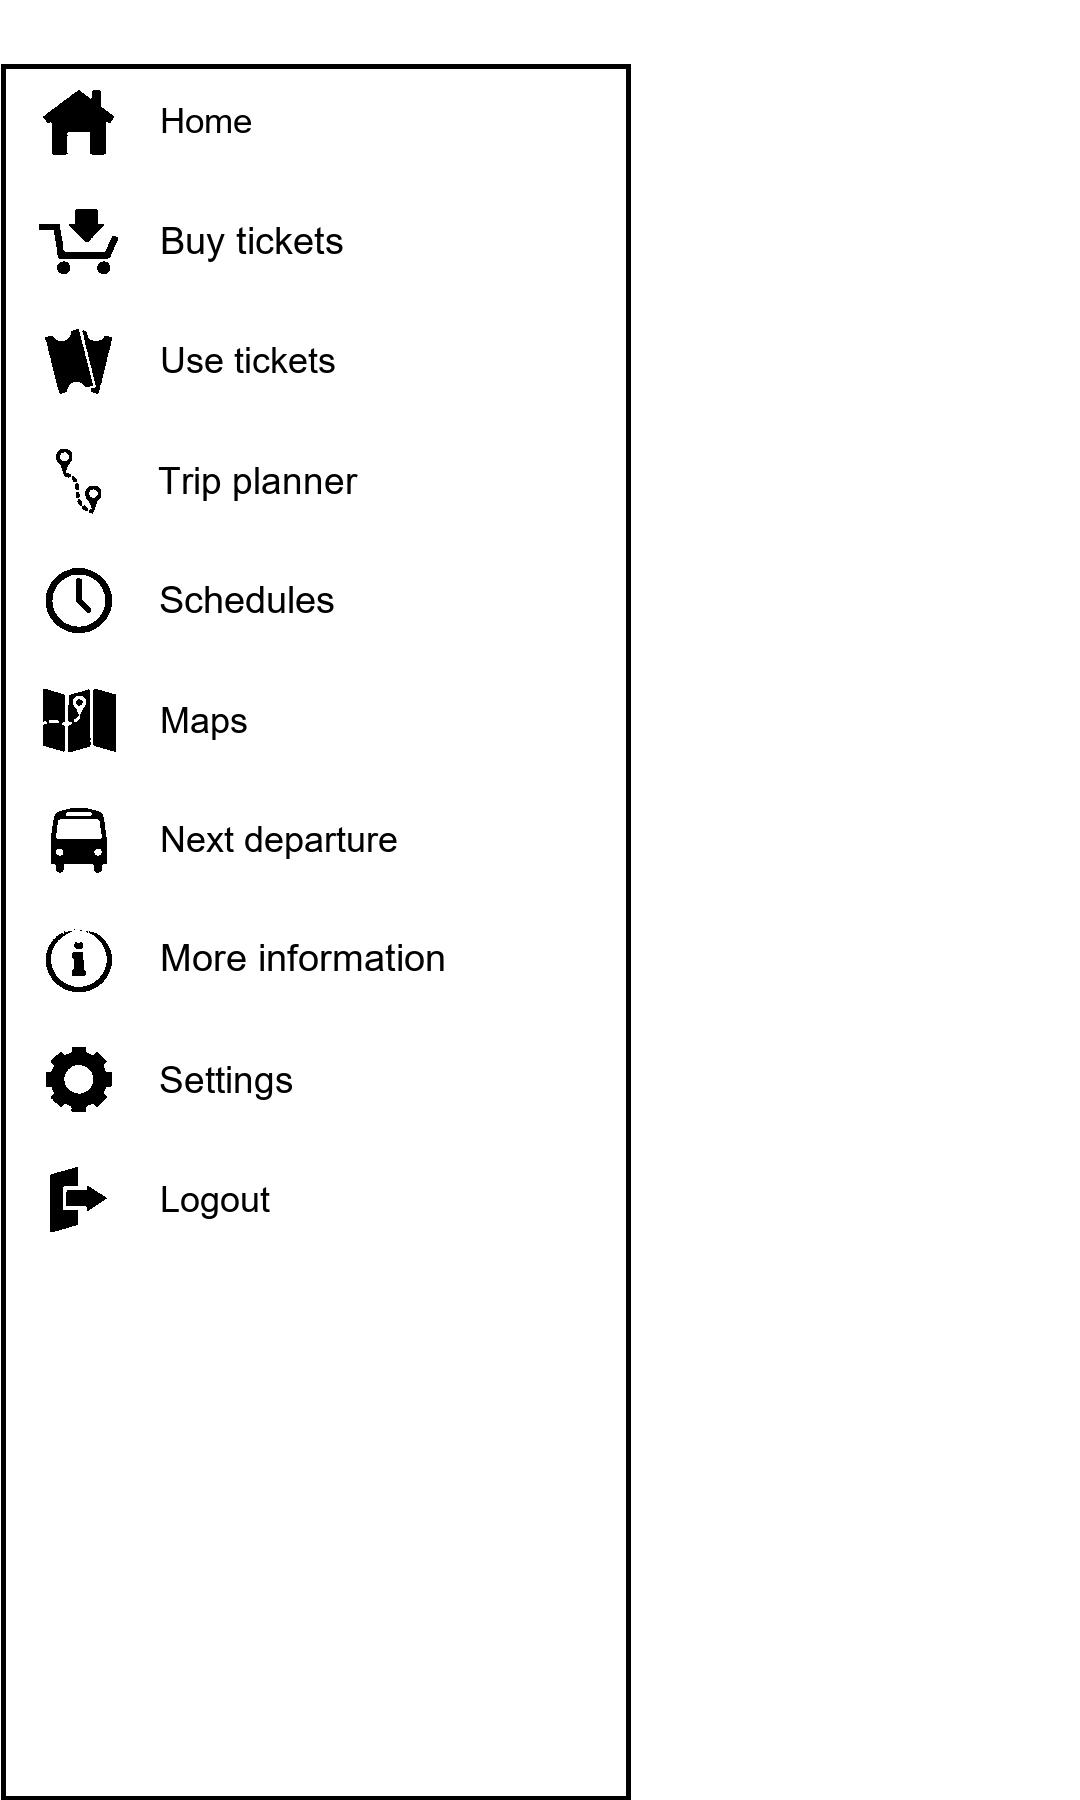 Home
Buy tickets
Use tickets
Trip planner
Schedules
Maps
Next departure
More information
Settings
Logout